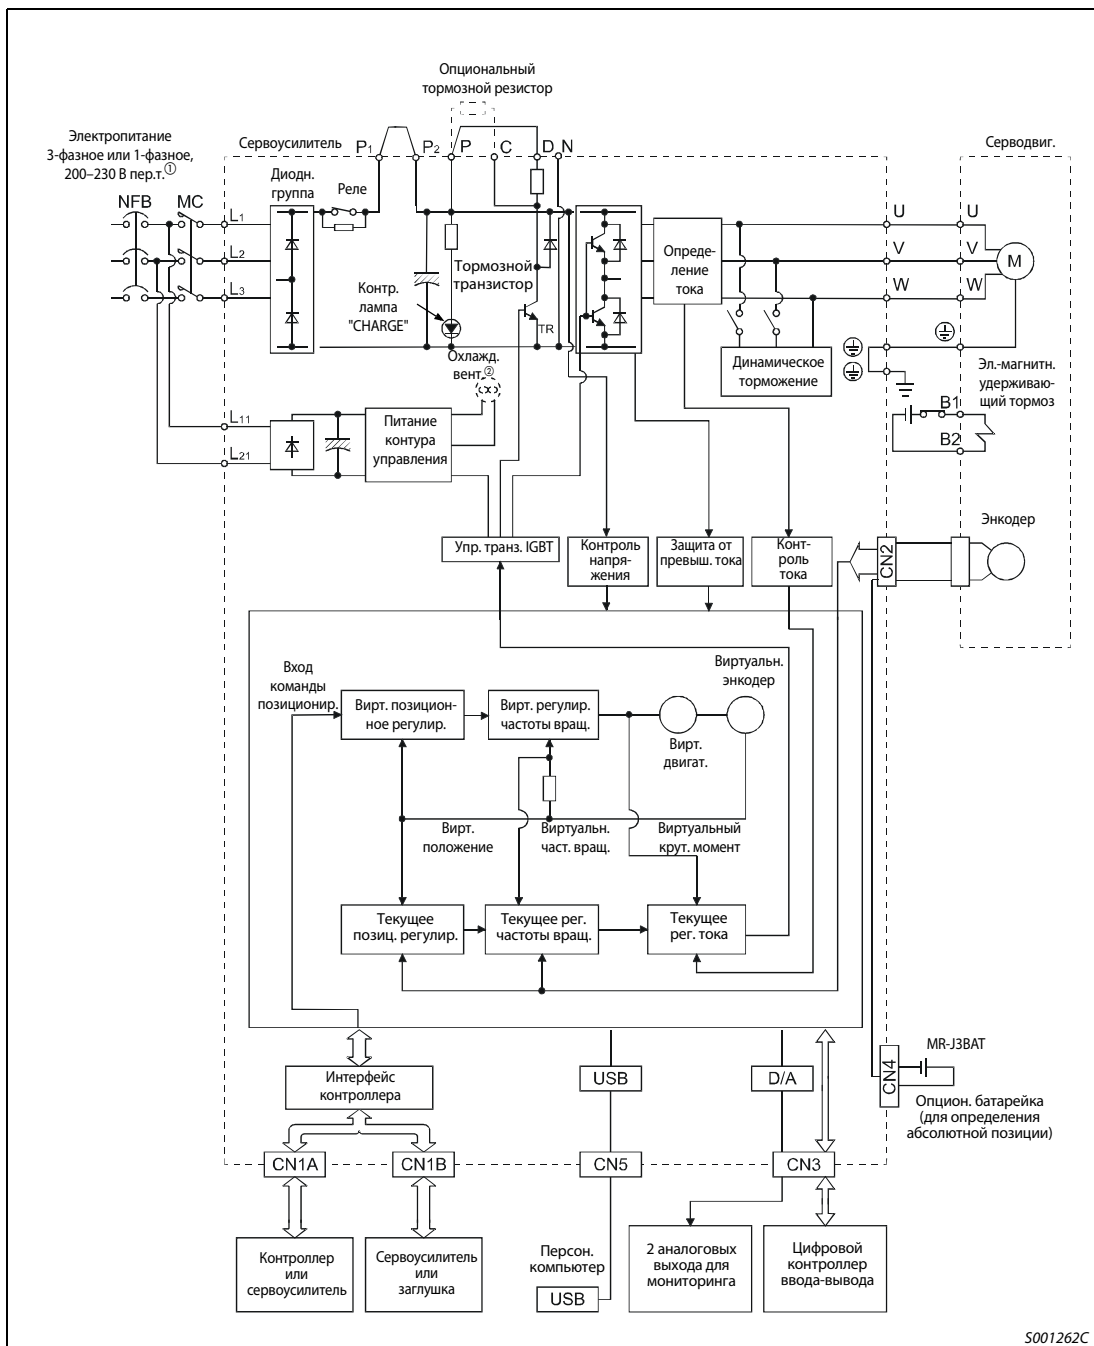 Опциональный
тормозной резистор
Электропитание
3-фазное или 1-фазное,
200–230 В пер.т.①
Сервоусилитель
P1
P2
P
C
D
N
Серводвиг.
NFB
MC
Диодн.
группа
Реле
L1
L2
L3
Тормозной
транзистор
Контр.
лампа
"CHARGE"
TR
Опреде-
ление
тока
U
V
W
U
V
W
M
Динамическое
торможение
Охлажд.
вент.②
Эл.-магнитн.
удерживаю-
щий тормоз
B1
B2
L11
L21
Питание
контура
управления
Энкодер
Упр. транз. IGBT
Контроль
напря-
жения
Защита от
превыш. тока
Конт-
роль
тока
CN2
Вход
команды
позиционир.
Виртуальн.
энкодер
Вирт. позицион-
ное регулир.
Вирт. регулир.
частоты вращ.
Вирт.
двигат.
Вирт.
положение
Виртуальн.
част. вращ.
Виртуальный
крут. момент
Текущее
позиц. регулир.
Текущее рег.
частоты вращ.
Текущее
рег. тока
MR-J3BAT
CN4
Опцион. батарейка
(для определения
абсолютной позиции)
Интерфейс
контроллера
USB
D/A
CN1A
CN1B
CN5
CN3
Контроллер
или
сервоусилитель
Сервоусилитель
или
заглушка
Персон.
компьютер
USB
2 аналоговых
выхода для
мониторинга
Цифровой
контроллер
ввода-вывода
S001262C